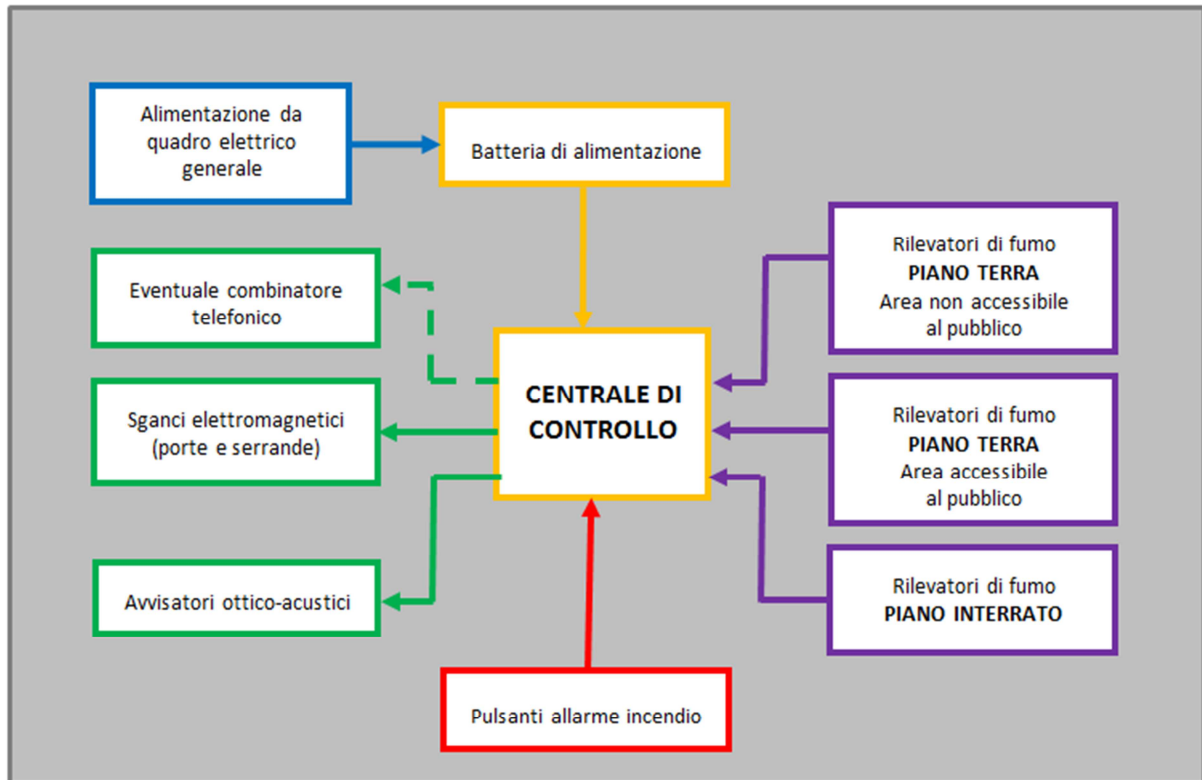 Alimentazione da
quadro elettrico
generale
Batteria di alimentazione
Eventuale combinatore
telefonico
Sganci elettromagnetici
(porte e serrande)
Avvisatori ottico-acustici
CENTRALE DI
CONTROLLO
Pulsanti allarme incendio
Rilevatori di fumo
PIANO TERRA
Area non accessibile
al pubblico
Rilevatori di fumo
PIANO TERRA
Area accessibile
al pubblico
Rilevatori di fumo
PIANO INTERRATO